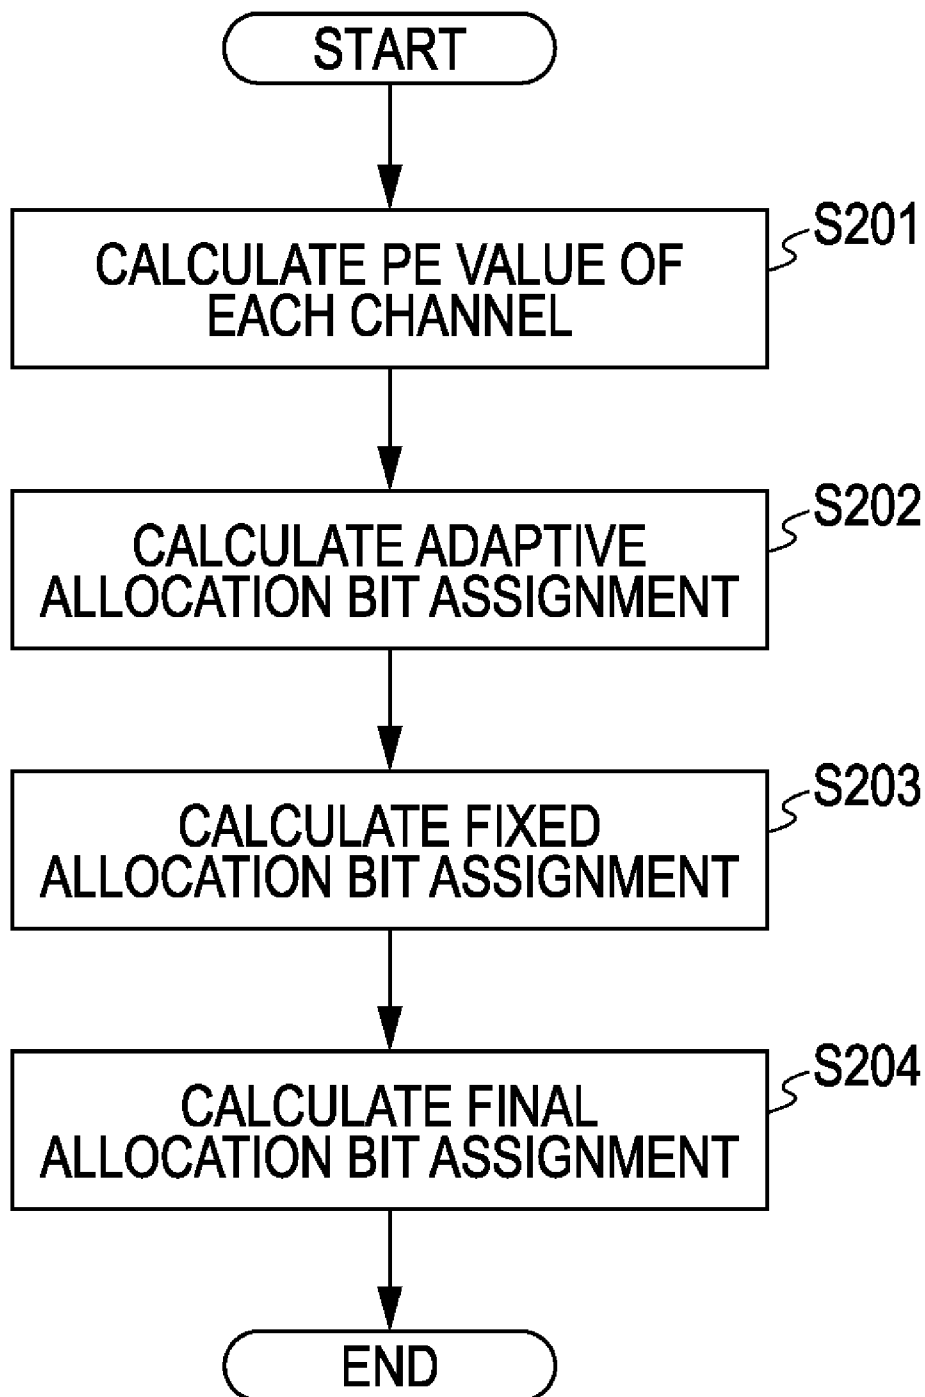 START
S201
CALCULATE PE VALUE OF
EACH CHANNEL
S202
CALCULATE ADAPTIVE
ALLOCATION BIT ASSIGNMENT
S203
CALCULATE FIXED
ALLOCATION BIT ASSIGNMENT
S204
CALCULATE FINAL
ALLOCATION BIT ASSIGNMENT
END